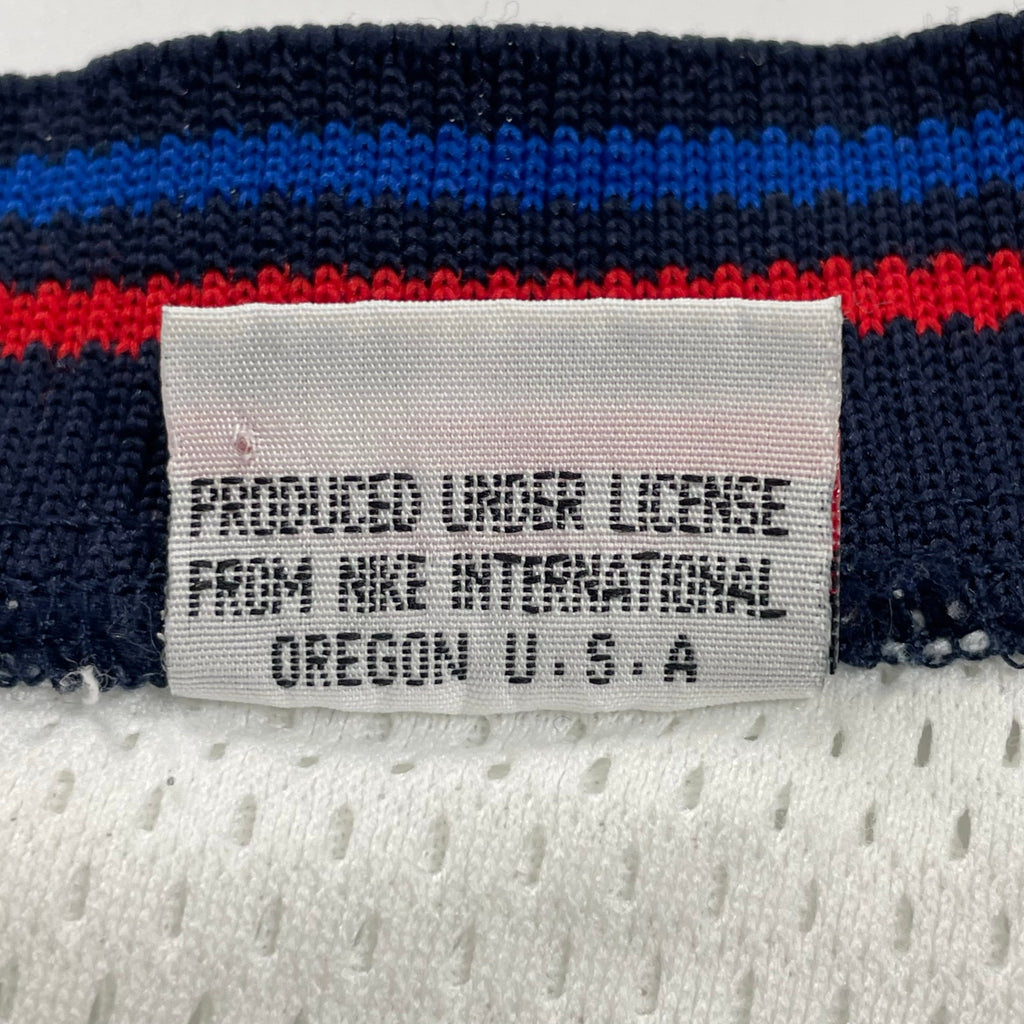 PRODUCED UNDER LICENSE
FROM NIKE INTERNATIONAL
OREGON U.S.A